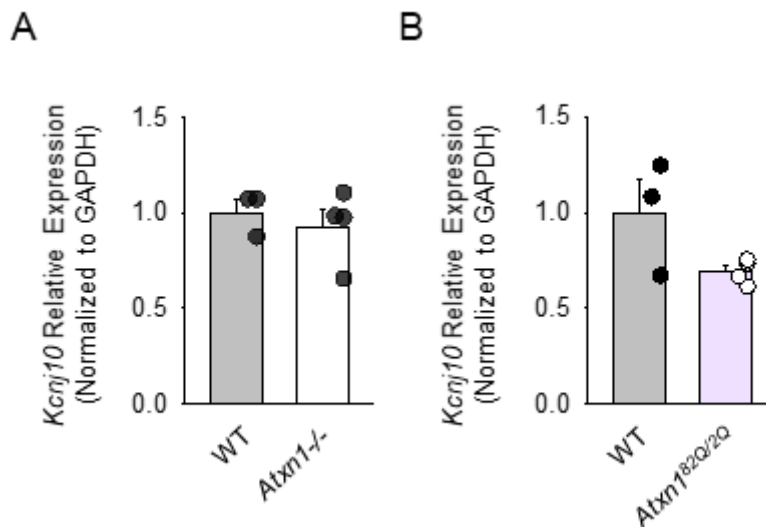 A
Kcnj10 Relative Expression
(Normalized to GAPDH)
1.5
1.0
0.5
0.0
WT
Atxn1-/-
B
Kcnj10 Relative Expression
(Normalized to GAPDH)
1.5
1.0
0.5
0.0
WT
Atxn182Q/2Q